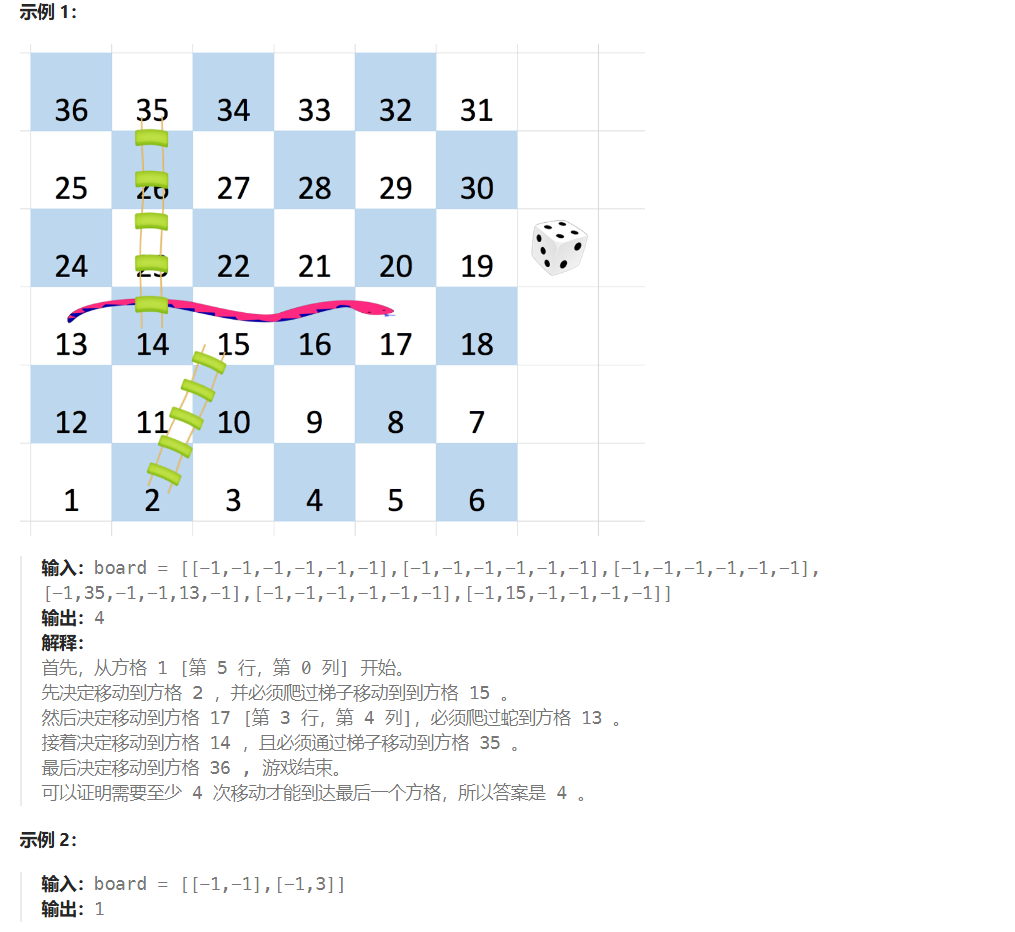 示例 1：
36 35 34 33 32 31
25 26 27 28 29 30
24 23 22 21 20 19
13 14 15 16 17 18
12 11 10 9 8 7
1 2 3 4 5 6
输入：board = [[-1,-1,-1,-1,-1,-1],[-1,-1,-1,-1,-1,-1],[-1,-1,-1,-1,-1,-1],
[-1,35,-1,-1,13,-1],[-1,-1,-1,-1,-1,-1],[-1,15,-1,-1,-1,-1]]
输出：4
解释：
首先，从方格 1 [第 5 行，第 0 列] 开始。
先决定移动到方格 2 ，并必须爬过梯子移动到到方格 15 。
然后决定移动到方格 17 [第 3 行，第 4 列]，必须爬过蛇到方格 13 。
接着决定移动到方格 14 ，且必须通过梯子移动到方格 35 。
最后决定移动到方格 36 , 游戏结束。
可以证明需要至少 4 次移动才能到达最后一个方格，所以答案是 4 。
示例 2：
输入：board = [[-1,-1],[-1,3]]
输出：1